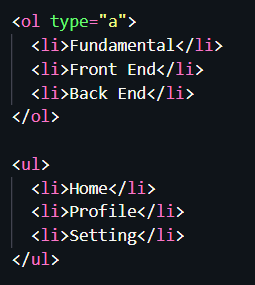 <ol type="a">
  <li>Fundamental</li>
  <li>Front End</li>
  <li>Back End</li>
</ol>

<ul>
  <li>Home</li>
  <li>Profile</li>
  <li>Setting</li>
</ul>